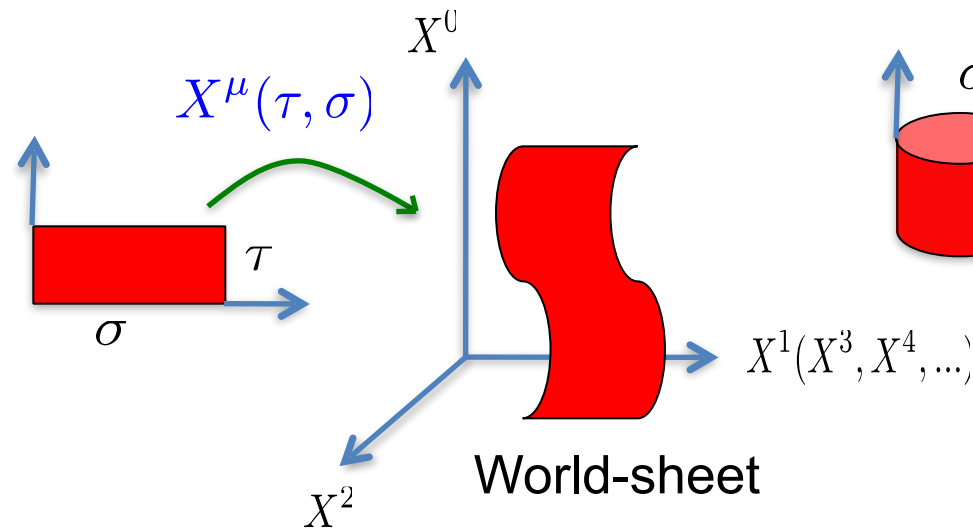 X^0
X^μ(τ, σ)
τ
σ
X^1(X^3, X^4, ...)
X^2
World-sheet